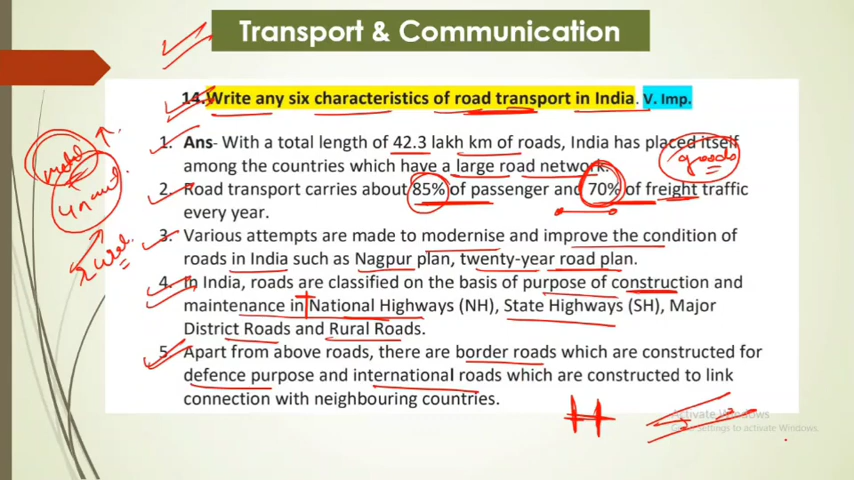 Transport & Communication
14. Write any six characteristics of road transport in India. V. Imp.
1. Ans- With a total length of 42.3 lakh km of roads, India has placed itself
among the countries which have a large road network.
goods
2. Road transport carries about 85% of passenger and 70% of freight traffic
every year.
3. Various attempts are made to modernise and improve the condition of
roads in India such as Nagpur plan, twenty-year road plan.
4. In India, roads are classified on the basis of purpose of construction and
maintenance in National Highways (NH), State Highways (SH), Major
District Roads and Rural Roads.
5. Apart from above roads, there are border roads which are constructed for
defence purpose and international roads which are constructed to link
connection with neighbouring countries.
Rural
Activate Windows
Settings to activate Windows.